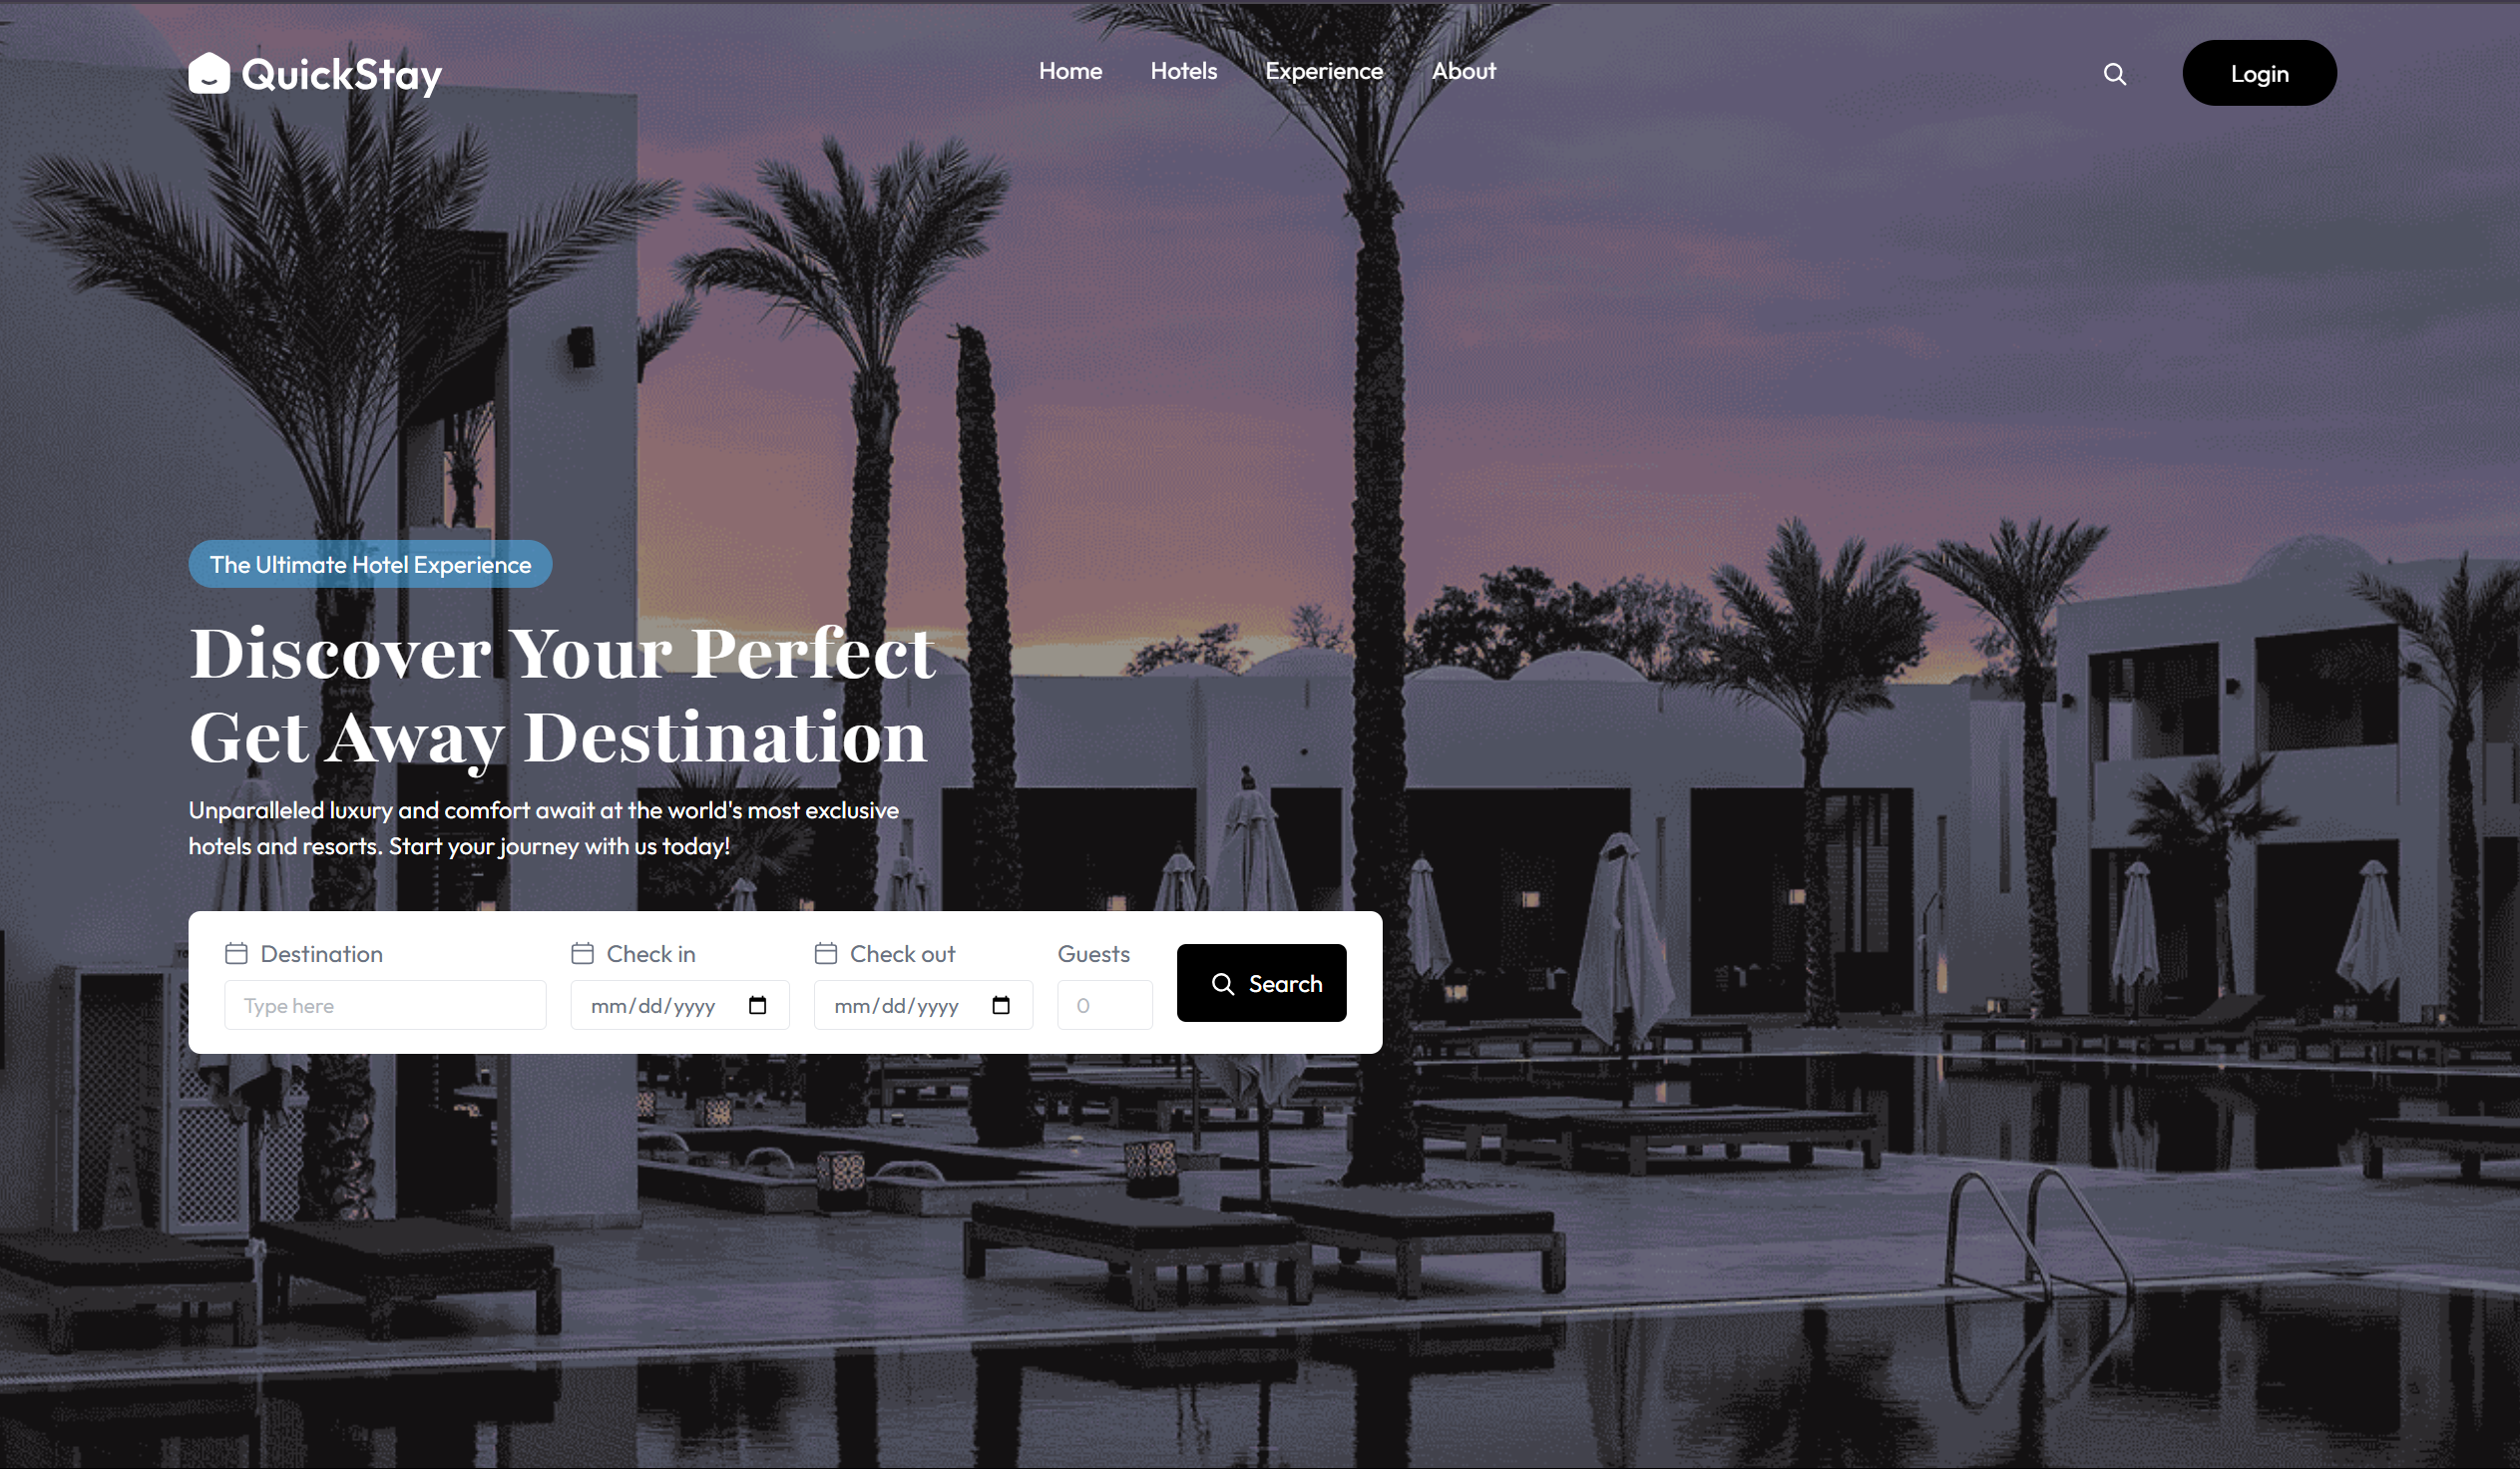 QuickStay
Home
Hotels
Experience
About
Login
The Ultimate Hotel Experience
Discover Your Perfect
Get Away Destination
Unparalleled luxury and comfort await at the world's most exclusive
hotels and resorts. Start your journey with us today!
Destination
Check in
Check out
Guests
Type here
mm/dd/yyyy
mm/dd/yyyy
0
Search